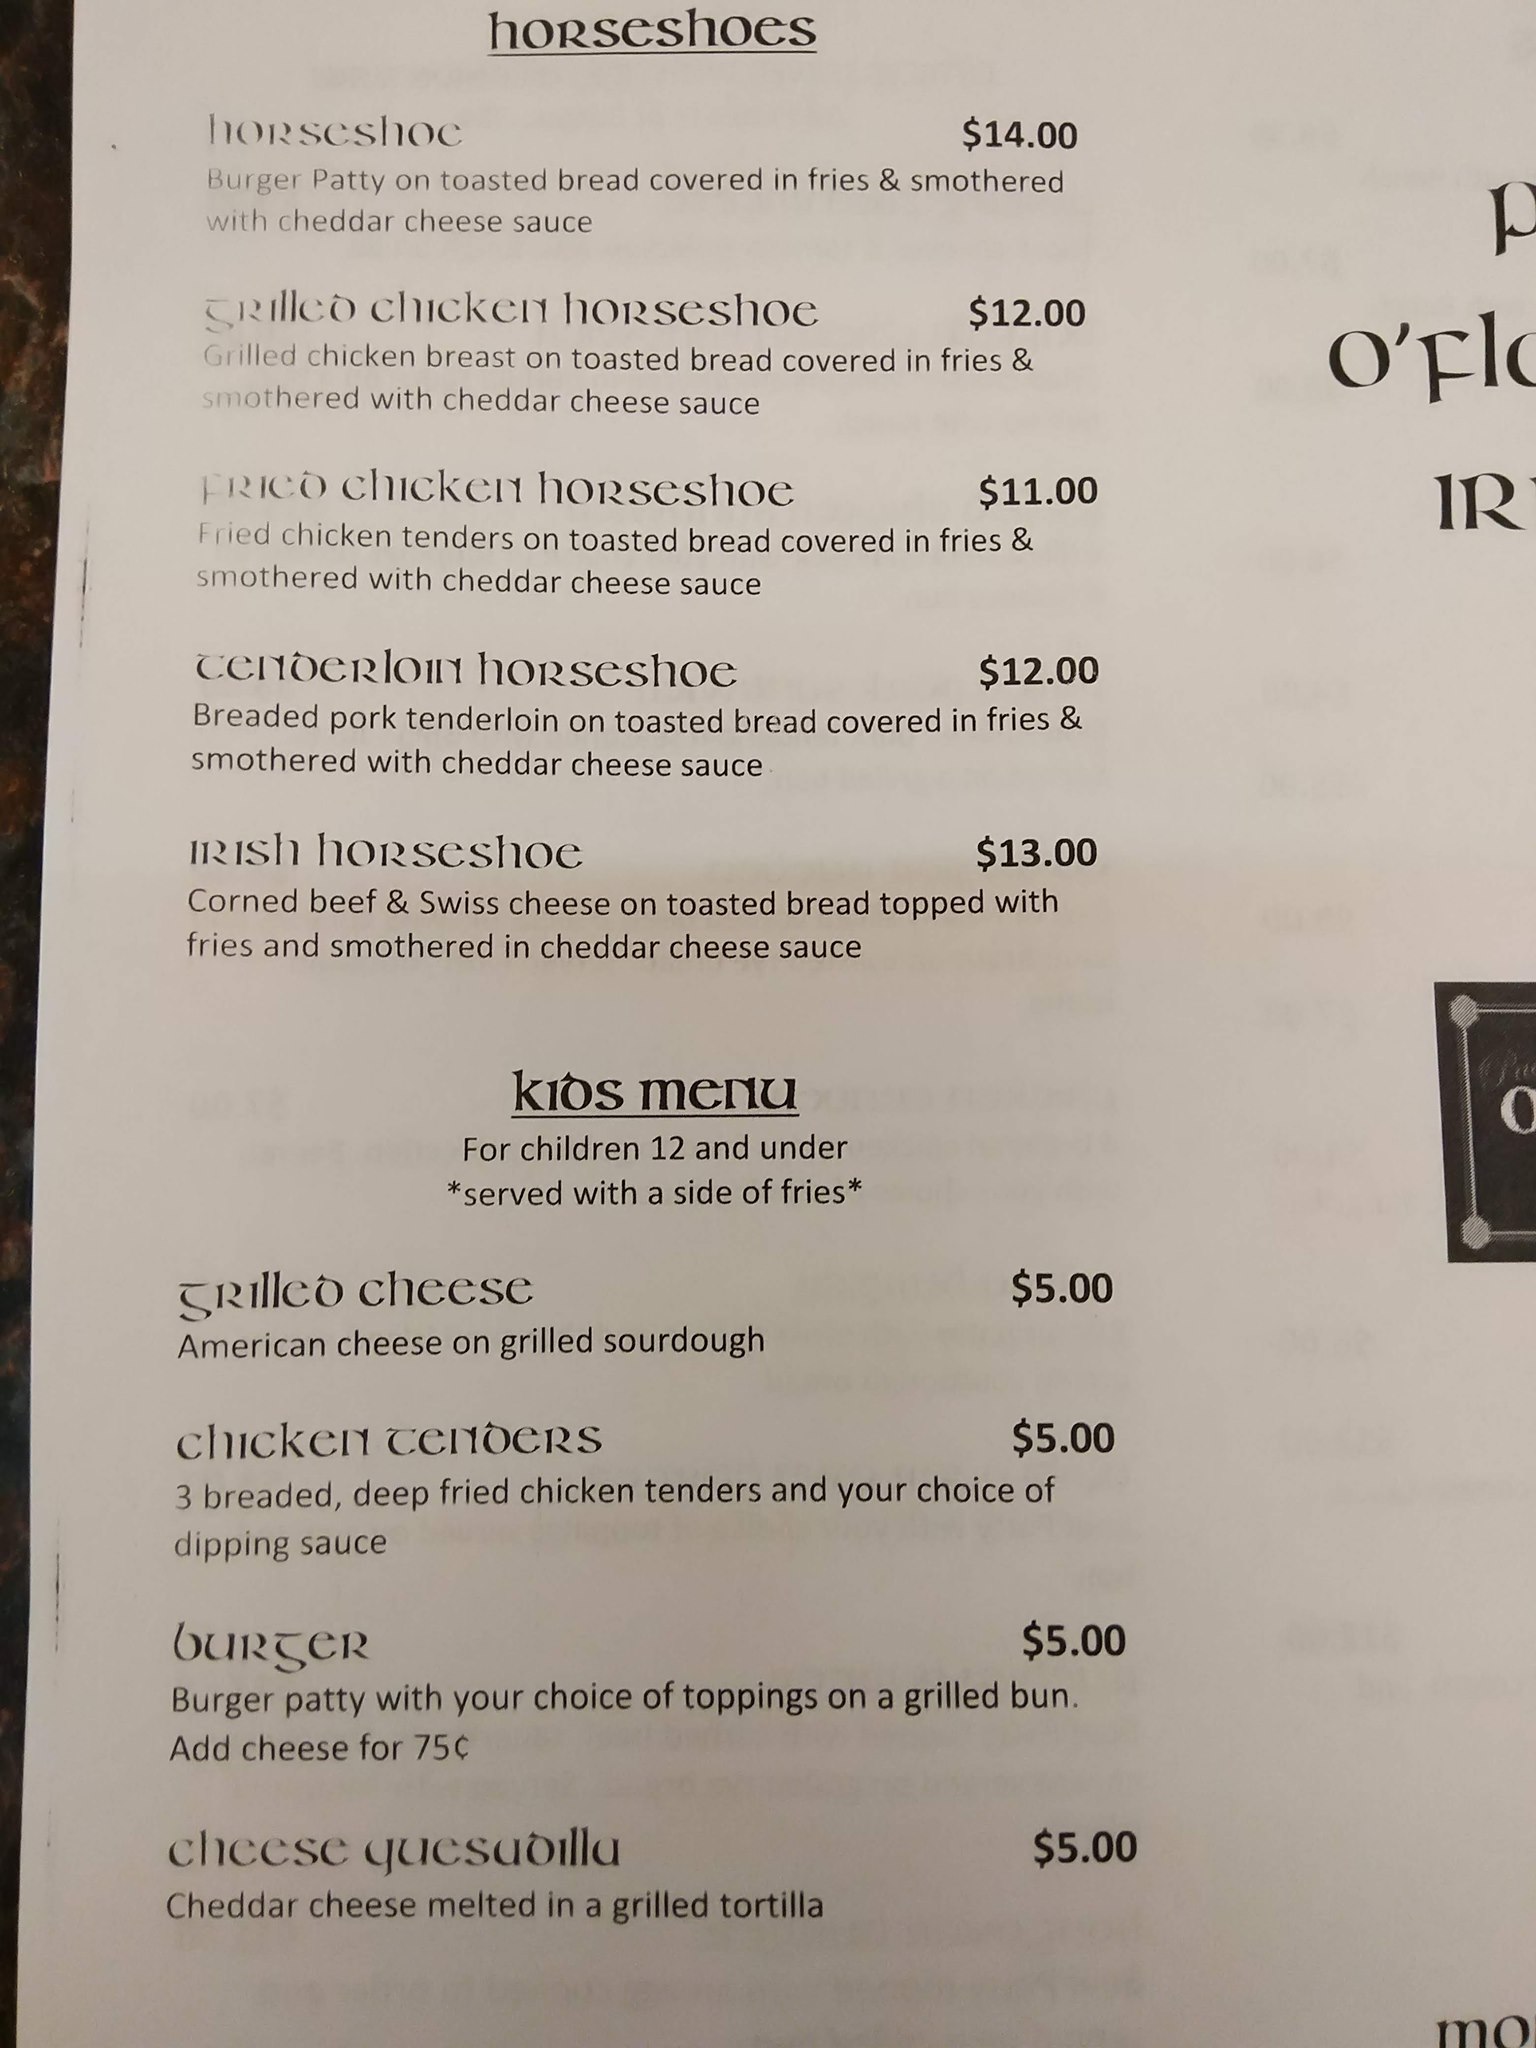 Horseshoes
Horseshoe $14.00
Burger Patty on toasted bread covered in fries & smothered
with cheddar cheese sauce
Grilled Chicken Horseshoe $12.00
Grilled chicken breast on toasted bread covered in fries &
smothered with cheddar cheese sauce
Fried Chicken Horseshoe $11.00
Fried chicken tenders on toasted bread covered in fries &
smothered with cheddar cheese sauce
Tenderloin Horseshoe $12.00
Breaded pork tenderloin on toasted bread covered in fries &
smothered with cheddar cheese sauce
Irish Horseshoe $13.00
Corned beef & Swiss cheese on toasted bread topped with
fries and smothered in cheddar cheese sauce
Kids Menu
For children 12 and under
*served with a side of fries*
Grilled Cheese $5.00
American cheese on grilled sourdough
Chicken Tenders $5.00
3 breaded, deep fried chicken tenders and your choice of
dipping sauce
Burger $5.00
Burger patty with your choice of toppings on a grilled bun.
Add cheese for 75¢
Cheese Quesadilla $5.00
Cheddar cheese melted in a grilled tortilla